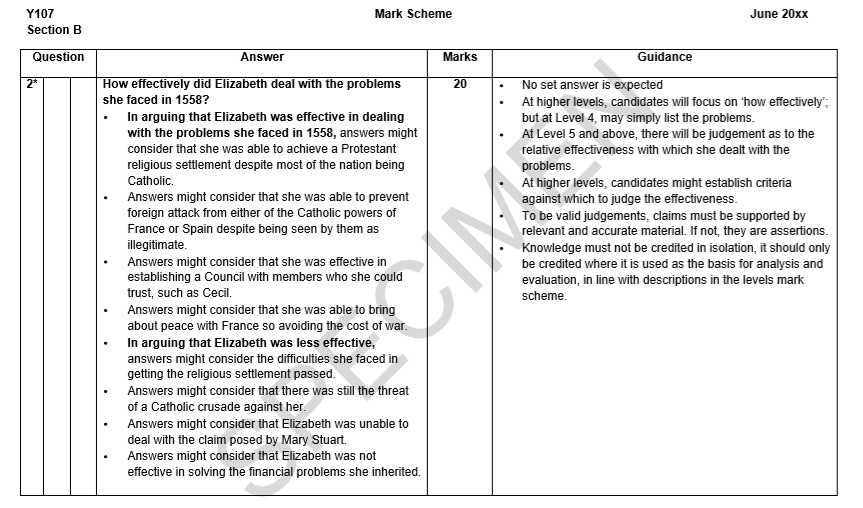 Y107 Mark Scheme June 20xx
Section B
Question Answer Marks Guidance
2*
How effectively did Elizabeth deal with the problems
she faced in 1558?
• In arguing that Elizabeth was effective in dealing
with the problems she faced in 1558, answers might
consider that she was able to achieve a Protestant
religious settlement despite most of the nation being
Catholic.
• Answers might consider that she was able to prevent
foreign attack from either of the Catholic powers of
France or Spain despite being seen by them as
illegitimate.
• Answers might consider that she was effective in
establishing a Council with members who she could
trust, such as Cecil.
• Answers might consider that she was able to bring
about peace with France so avoiding the cost of war.
• In arguing that Elizabeth was less effective,
answers might consider the difficulties she faced in
getting the religious settlement passed.
• Answers might consider that there was still the threat
of a Catholic crusade against her.
• Answers might consider that Elizabeth was unable to
deal with the claim posed by Mary Stuart.
• Answers might consider that Elizabeth was not
effective in solving the financial problems she inherited.
20
• No set answer is expected
• At higher levels, candidates will focus on 'how effectively';
but at Level 4, may simply list the problems.
• At Level 5 and above, there will be judgement as to the
relative effectiveness with which she dealt with the
problems.
• At higher levels, candidates might establish criteria
against which to judge the effectiveness.
• To be valid judgements, claims must be supported by
relevant and accurate material. If not, they are assertions.
• Knowledge must not be credited in isolation, it should only
be credited where it is used as the basis for analysis and
evaluation, in line with descriptions in the levels mark
scheme.
SPECIMEN